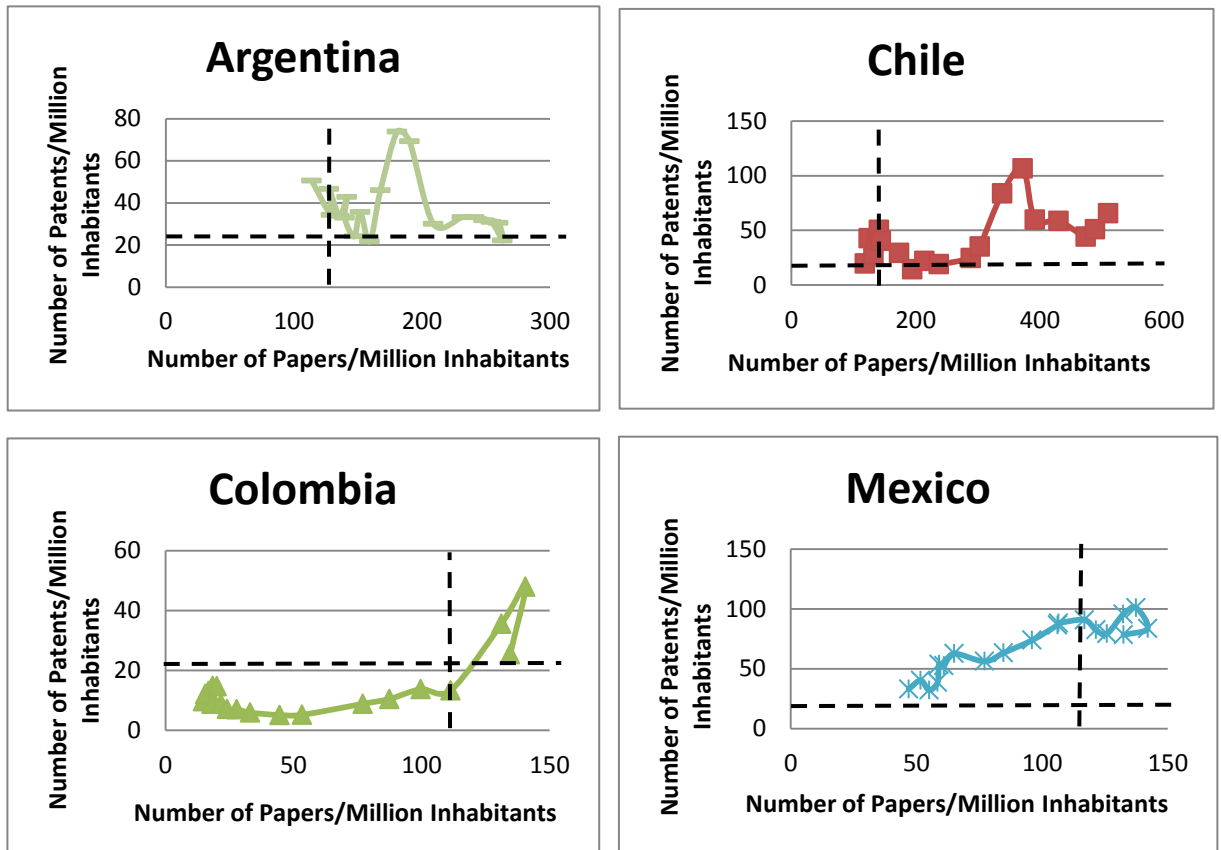 Argentina
Number of Patents/Million
Inhabitants
80
60
40
20
0
0 100 200 300
Number of Papers/Million Inhabitants
Chile
Number of Patents/Million
Inhabitants
150
100
50
0
0 200 400 600
Number of Papers/Million Inhabitants
Colombia
Number of Patents/Million
Inhabitants
60
40
20
0
0 50 100 150
Number of Papers/Million Inhabitants
Mexico
Number of Patents/Million
Inhabitants
150
100
50
0
0 50 100 150
Number of Papers/Million Inhabitants